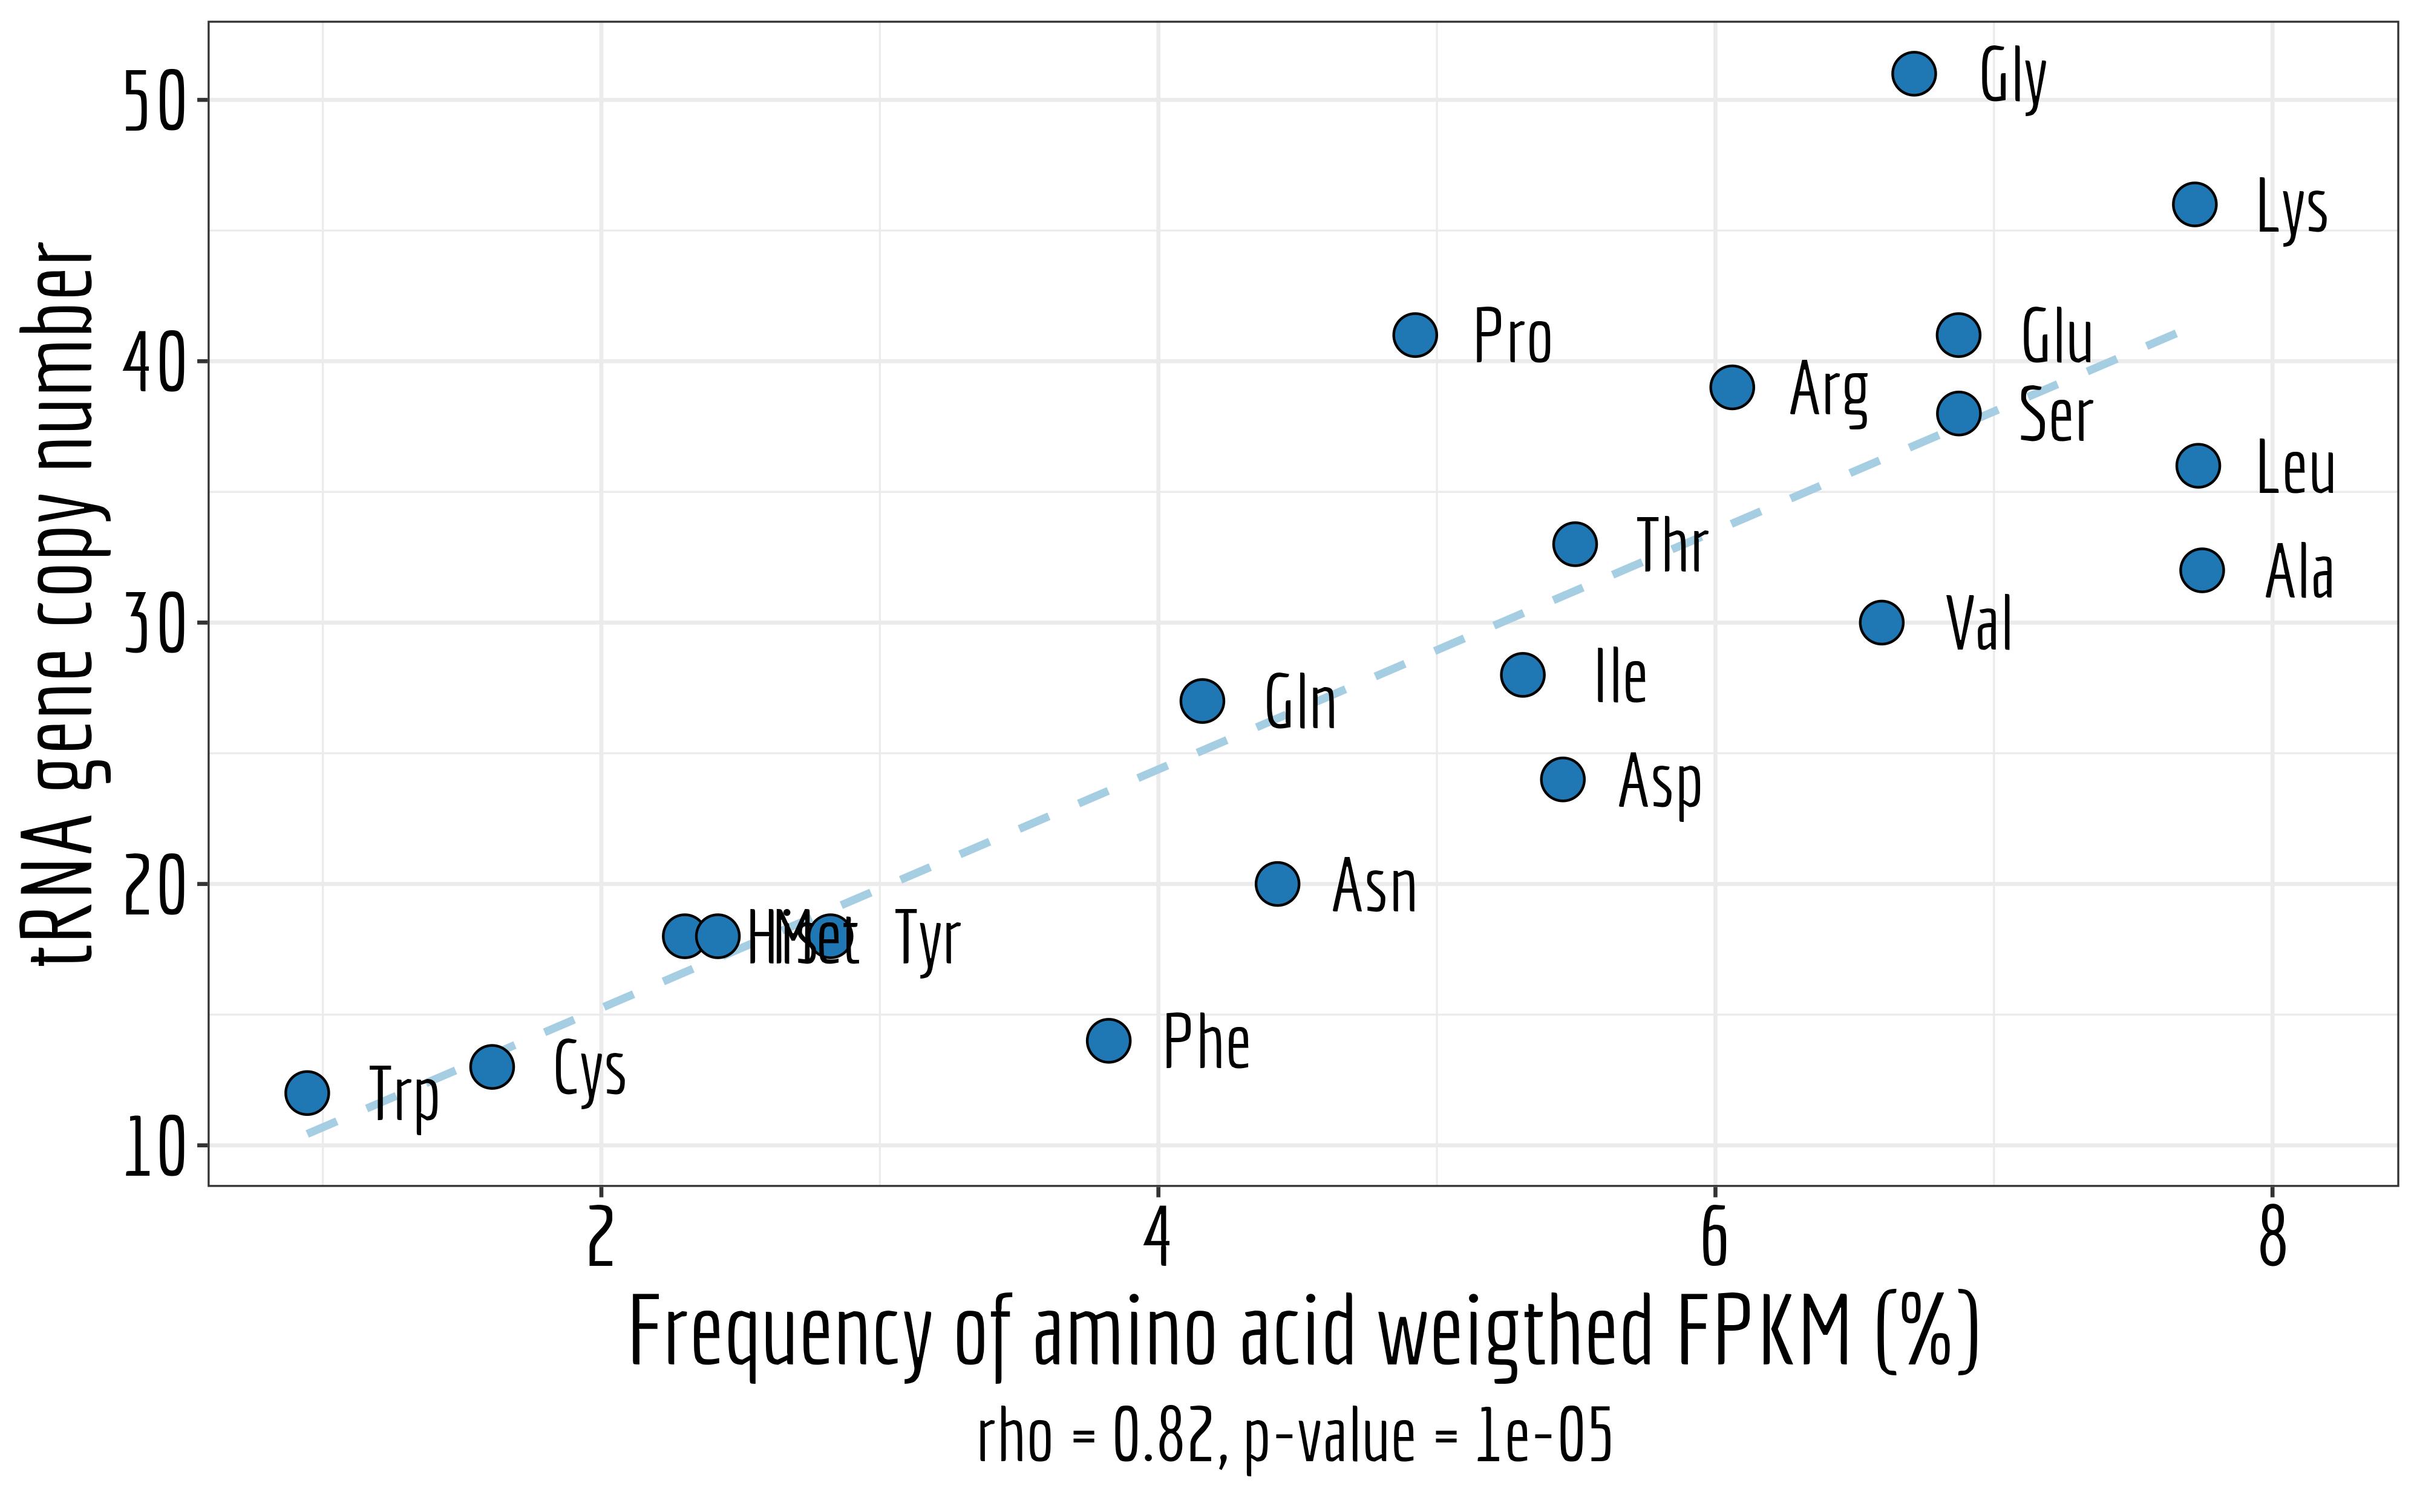 tRNA gene copy number
50
40
30
20
10
Gly
Lys
Pro
Glu
Arg
Ser
Leu
Thr
Ala
Val
Ile
Gln
Asp
Asn
His
Met
Tyr
Phe
Cys
Trp
2
4
6
8
Frequency of amino acid weigthed FPKM (%)
rho = 0.82, p-value = 1e-05